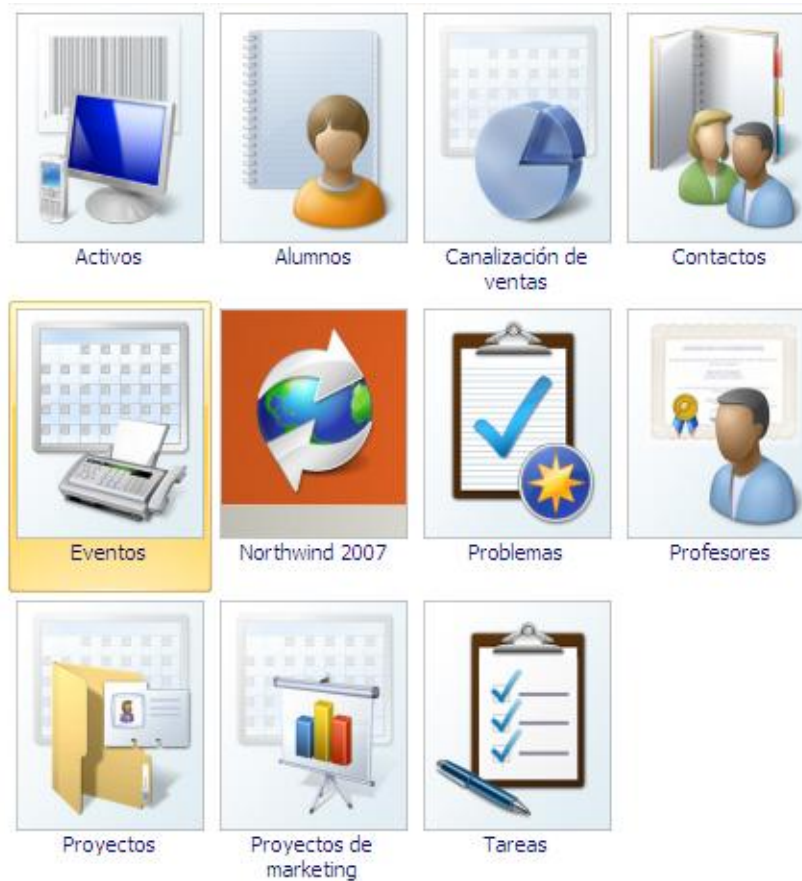 Activos
Alumnos
Canalización de
ventas
Contactos
Eventos
Northwind 2007
Problemas
Profesores
Proyectos
Proyectos de
marketing
Tareas